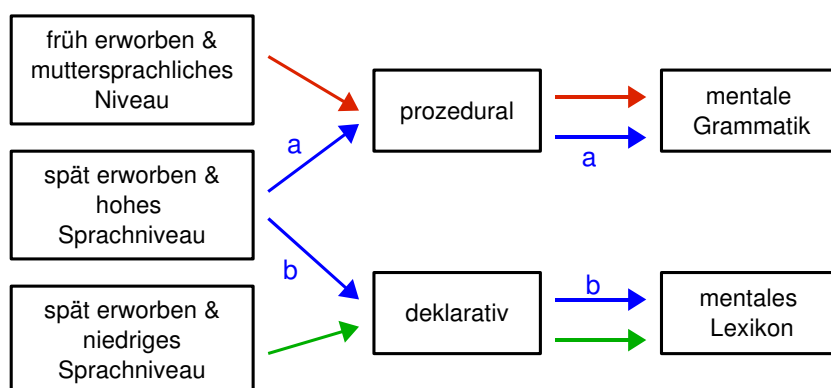 früh erworben &
muttersprachliches
Niveau
spät erworben &
hohes
Sprachniveau
spät erworben &
niedriges
Sprachniveau
a
b
prozedural
deklarativ
a
b
mentale
Grammatik
mentales
Lexikon